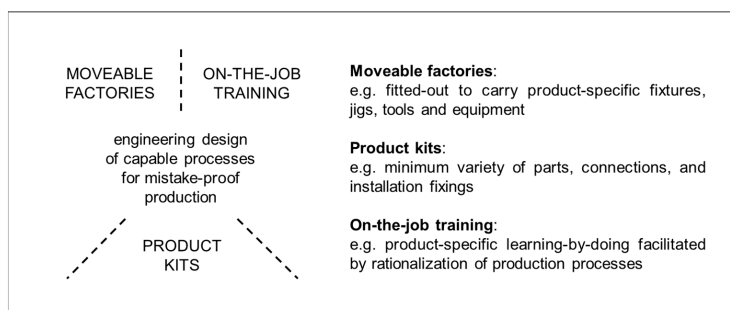 MOVEABLE
FACTORIES
ON-THE-JOB
TRAINING
engineering design
of capable processes
for mistake-proof
production
PRODUCT
KITS
Moveable factories:
e.g. fitted-out to carry product-specific fixtures,
jigs, tools and equipment
Product kits:
e.g. minimum variety of parts, connections, and
installation fixings
On-the-job training:
e.g. product-specific learning-by-doing facilitated
by rationalization of production processes